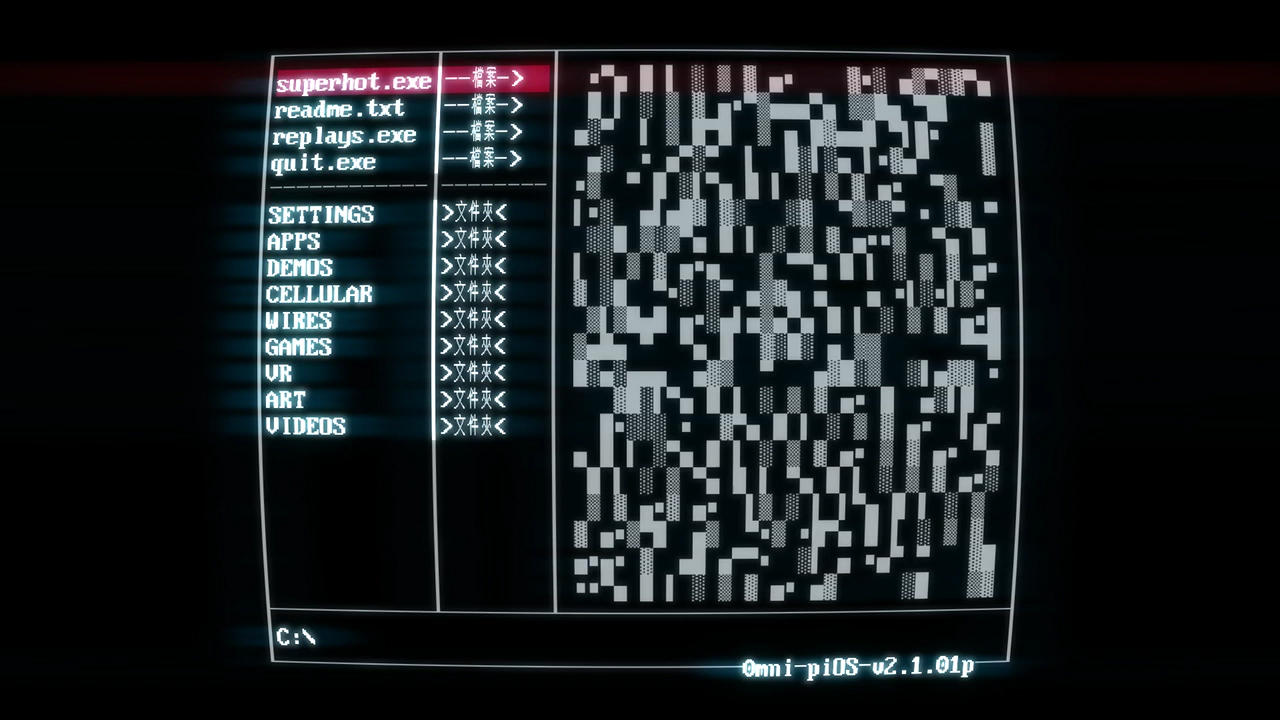 superhot.exe --檔案->
readme.txt --檔案->
replays.exe --檔案->
quit.exe --檔案->
SETTINGS >文件夾<
APPS >文件夾<
DEMOS >文件夾<
CELLULAR >文件夾<
WIRES >文件夾<
GAMES >文件夾<
VR >文件夾<
ART >文件夾<
VIDEOS >文件夾<
C:\
0mni-piOS-v2.1.01p